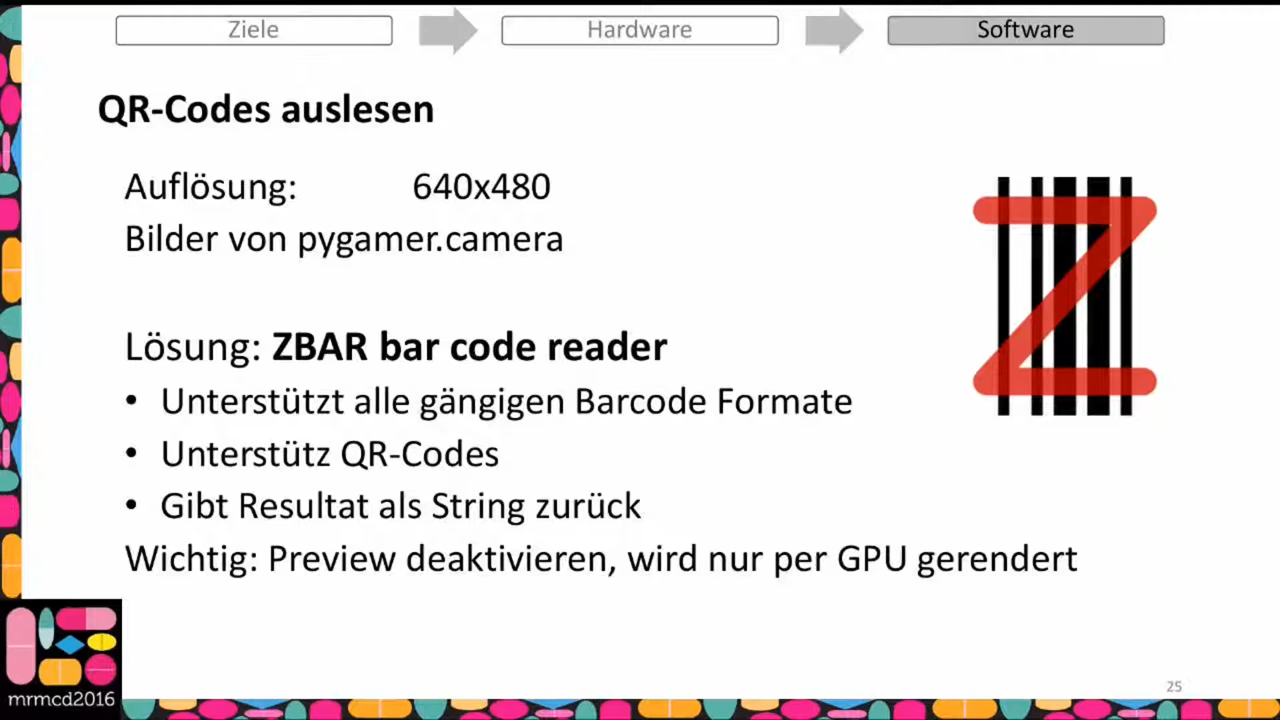 Ziele
Hardware
Software
QR-Codes auslesen
Auflösung: 640x480
Bilder von pygamer.camera
Lösung: ZBAR bar code reader
• Unterstützt alle gängigen Barcode Formate
• Unterstütz QR-Codes
• Gibt Resultat als String zurück
Wichtig: Preview deaktivieren, wird nur per GPU gerendert
Z
mrmcd2016
25